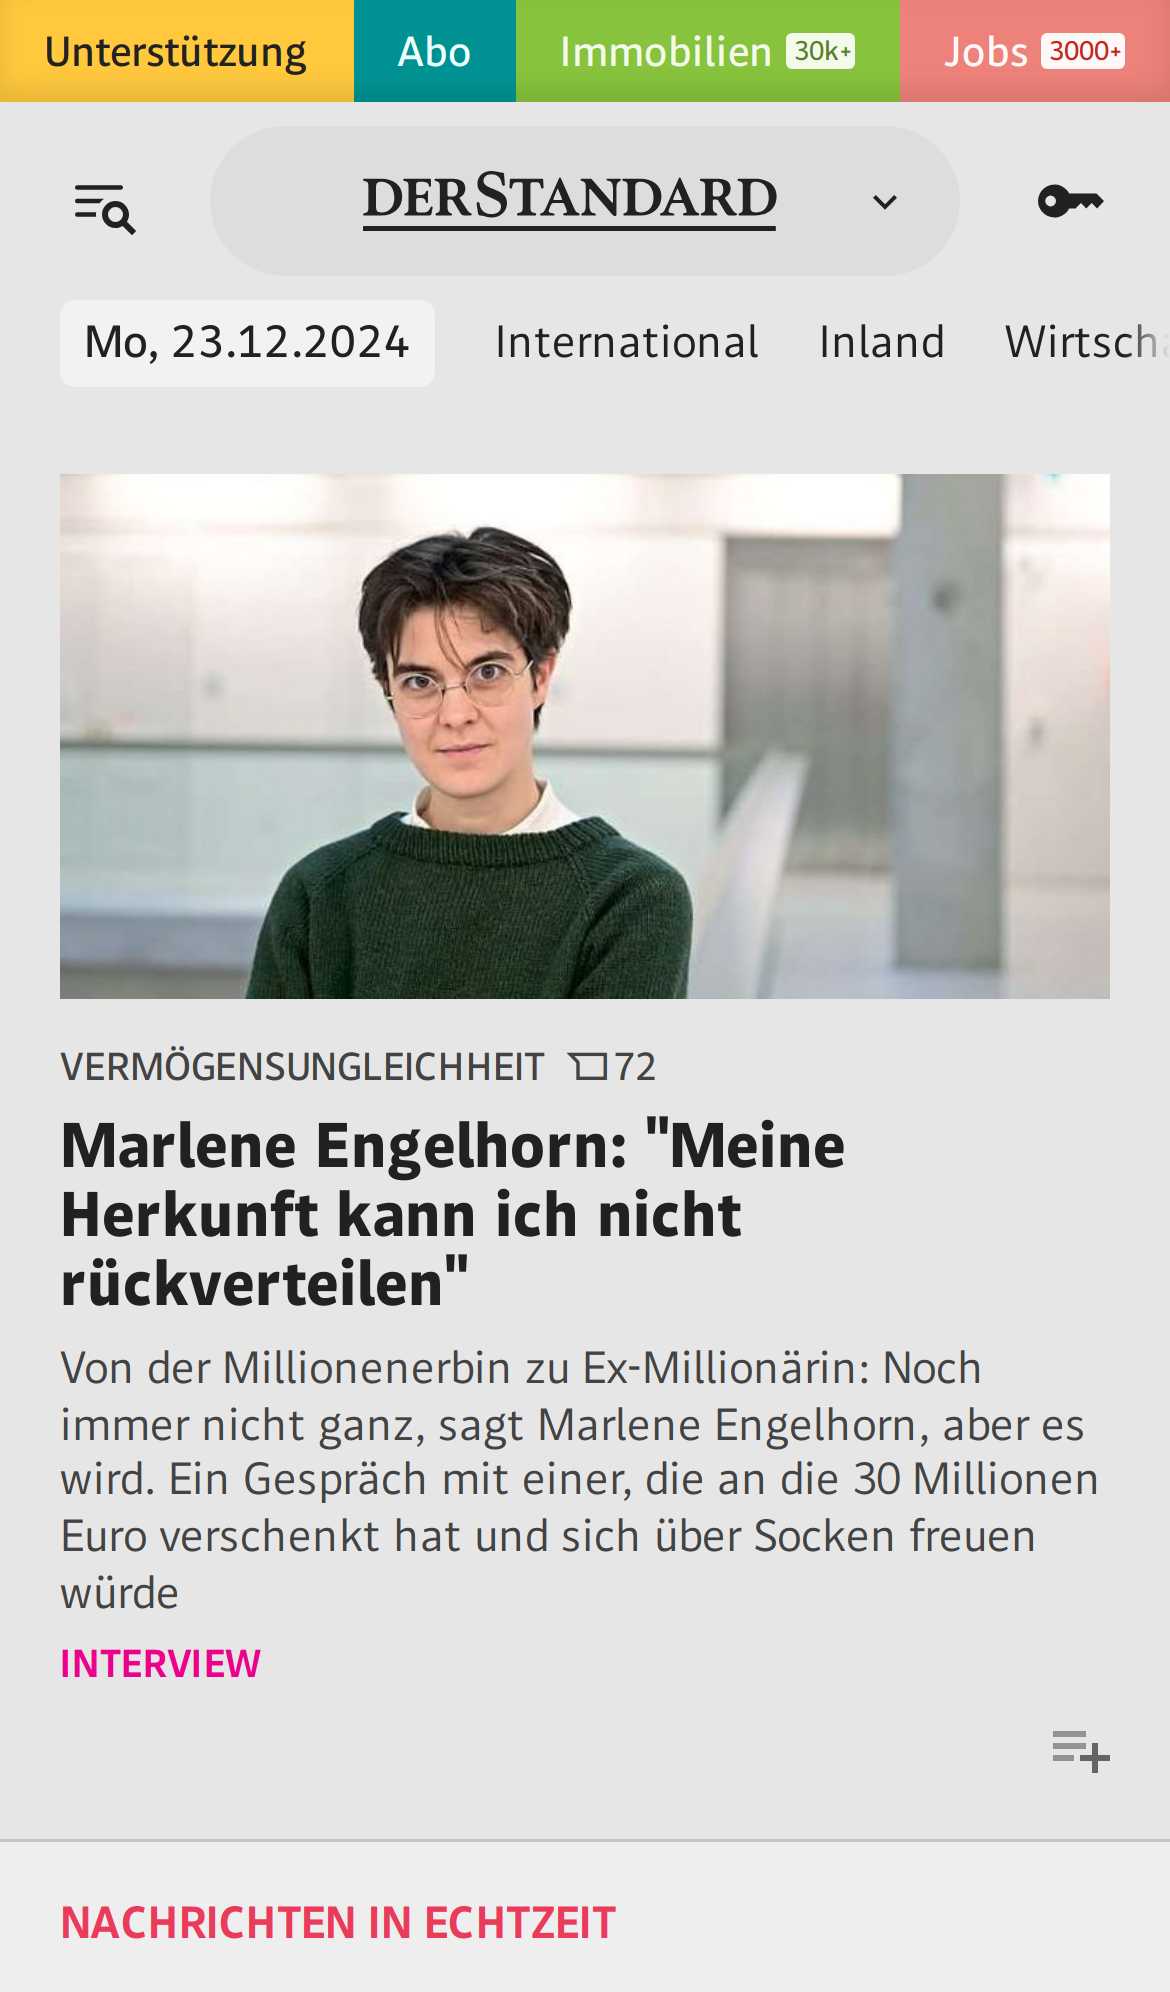 Unterstützung Abo Immobilien 30k+ Jobs 3000+
DERSTANDARD
Mo, 23.12.2024 International Inland
VERMÖGENSUNGLEICHHEIT 72
Marlene Engelhorn: "Meine
Herkunft kann ich nicht
rückverteilen"
Von der Millionenerbin zu Ex-Millionärin: Noch
immer nicht ganz, sagt Marlene Engelhorn, aber es
wird. Ein Gespräch mit einer, die an die 30 Millionen
Euro verschenkt hat und sich über Socken freuen
würde
INTERVIEW
NACHRICHTEN IN ECHTZEIT